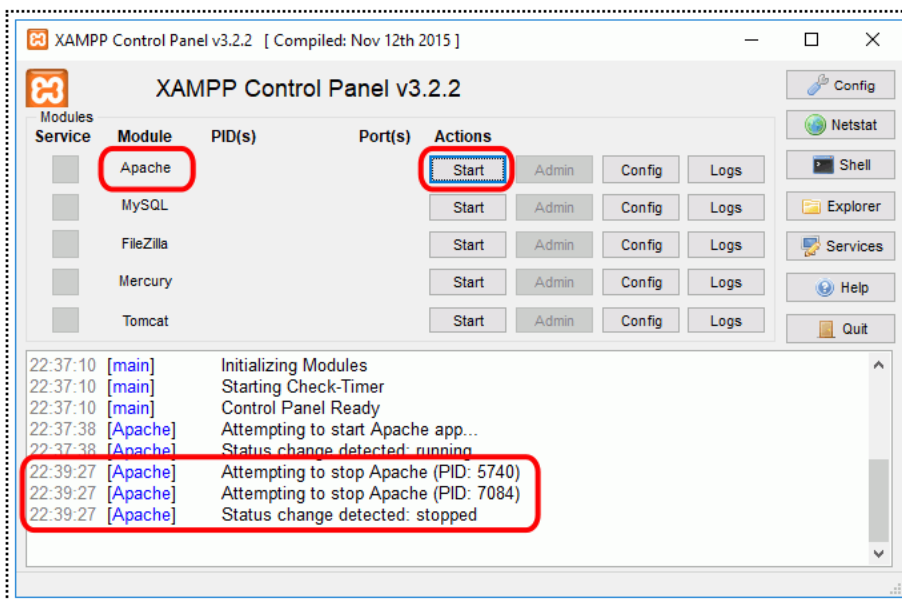 XAMPP Control Panel v3.2.2 [ Compiled: Nov 12th 2015 ]
XAMPP Control Panel v3.2.2
Config
Modules
Service Module PID(s) Port(s) Actions
Netstat
Apache Start Admin Config Logs
Shell
MySQL Start Admin Config Logs
Explorer
FileZilla Start Admin Config Logs
Services
Mercury Start Admin Config Logs
Help
Tomcat Start Admin Config Logs
Quit
22:37:10 [main] Initializing Modules
22:37:10 [main] Starting Check-Timer
22:37:10 [main] Control Panel Ready
22:37:38 [Apache] Attempting to start Apache app...
22:37:38 [Apache] Status change detected: running
22:39:27 [Apache] Attempting to stop Apache (PID: 5740)
22:39:27 [Apache] Attempting to stop Apache (PID: 7084)
22:39:27 [Apache] Status change detected: stopped